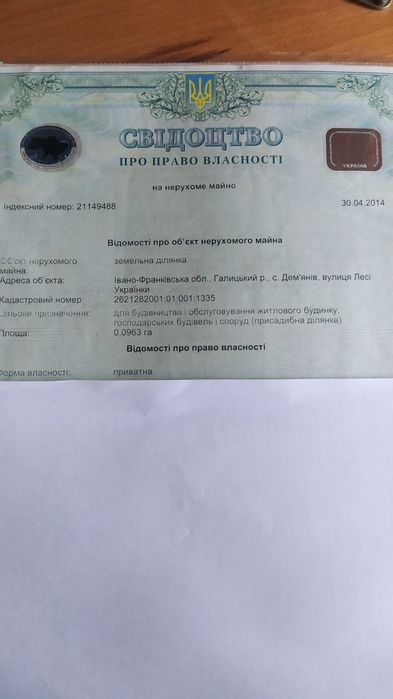 СВІДОЦТВО
ПРО ПРАВО ВЛАСНОСТІ
УКРАЇНА
на нерухоме майно
Індексний номер: 21149488 30.04.2014
Відомості про об'єкт нерухомого майна
Об'єкт нерухомого майна: земельна ділянка
Адреса об'єкта: Івано-Франківська обл., Галицький р., с. Дем'янів, вулиця Лесі
Українки
Кадастровий номер: 2621282001:01:001:1335
Цільове призначення: для будівництва і обслуговування житлового будинку,
господарських будівель і споруд (присадибна ділянка)
Площа: 0,0963 га
Відомості про право власності
Форма власності: приватна